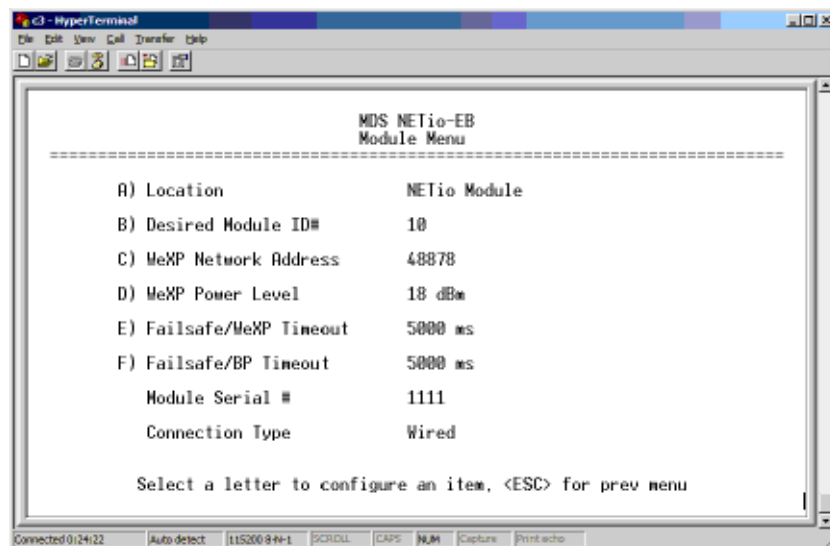 c3 - HyperTerminal
File Edit View Call Transfer Help
MDS NETio-EB
Module Menu
================================================================================
A) Location NETio Module
B) Desired Module ID# 10
C) WeXP Network Address 48878
D) WeXP Power Level 18 dBm
E) Failsafe/WeXP Timeout 5000 ms
F) Failsafe/BP Timeout 5000 ms
Module Serial # 1111
Connection Type Wired
Select a letter to configure an item, <ESC> for prev menu
Connected 0:24:22 Auto detect 115200 8-N-1 SCROLL CAPS NUM Capture Print echo